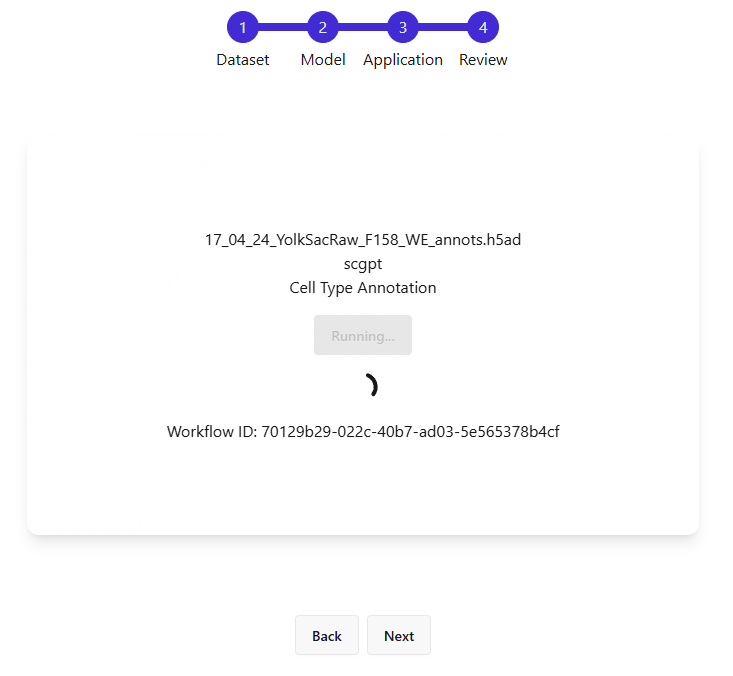 1 2 3 4
Dataset Model Application Review
17_04_24_YolkSacRaw_F158_WE_annots.h5ad
scgpt
Cell Type Annotation
Running...
Workflow ID: 70129b29-022c-40b7-ad03-5e565378b4cf
Back Next